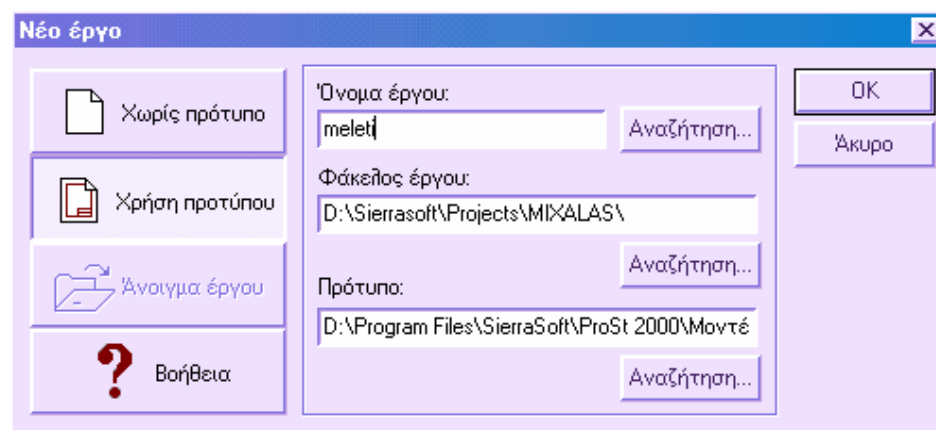 Νέο έργο
Χωρίς πρότυπο
Χρήση προτύπου
Άνοιγμα έργου
Βοήθεια
Όνομα έργου:
meleti
Αναζήτηση...
Φάκελος έργου:
D:\Sierrasoft\Projects\MIXALAS\
Αναζήτηση...
Πρότυπο:
D:\Program Files\SierraSoft\ProSt 2000\Μοντέ
Αναζήτηση...
OK
Άκυρο